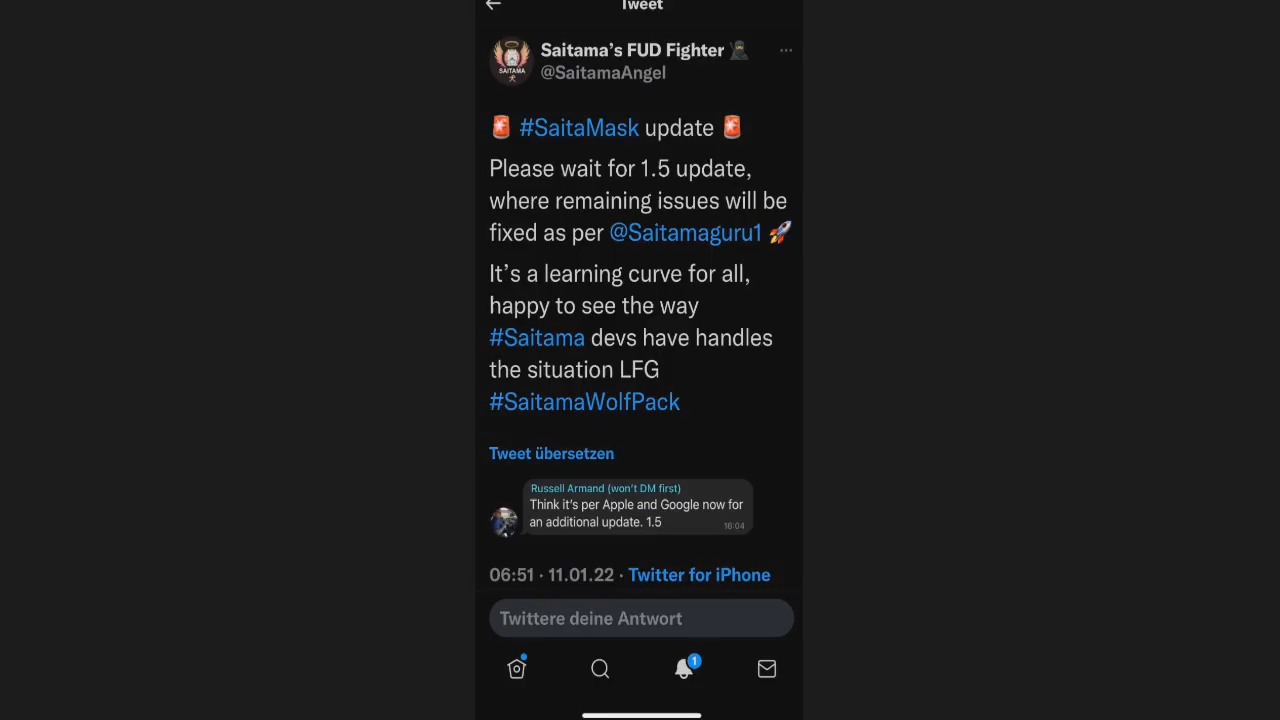 Tweet
Saitama's FUD Fighter
@SaitamaAngel
SAITAMA
#SaitaMask update
Please wait for 1.5 update,
where remaining issues will be
fixed as per @Saitamaguru1
It's a learning curve for all,
happy to see the way
#Saitama devs have handles
the situation LFG
#SaitamaWolfPack
Tweet übersetzen
Russell Armand (won't DM first)
Think it's per Apple and Google now for
an additional update. 1.5
16:04
06:51 · 11.01.22 · Twitter for iPhone
Twittere deine Antwort
1